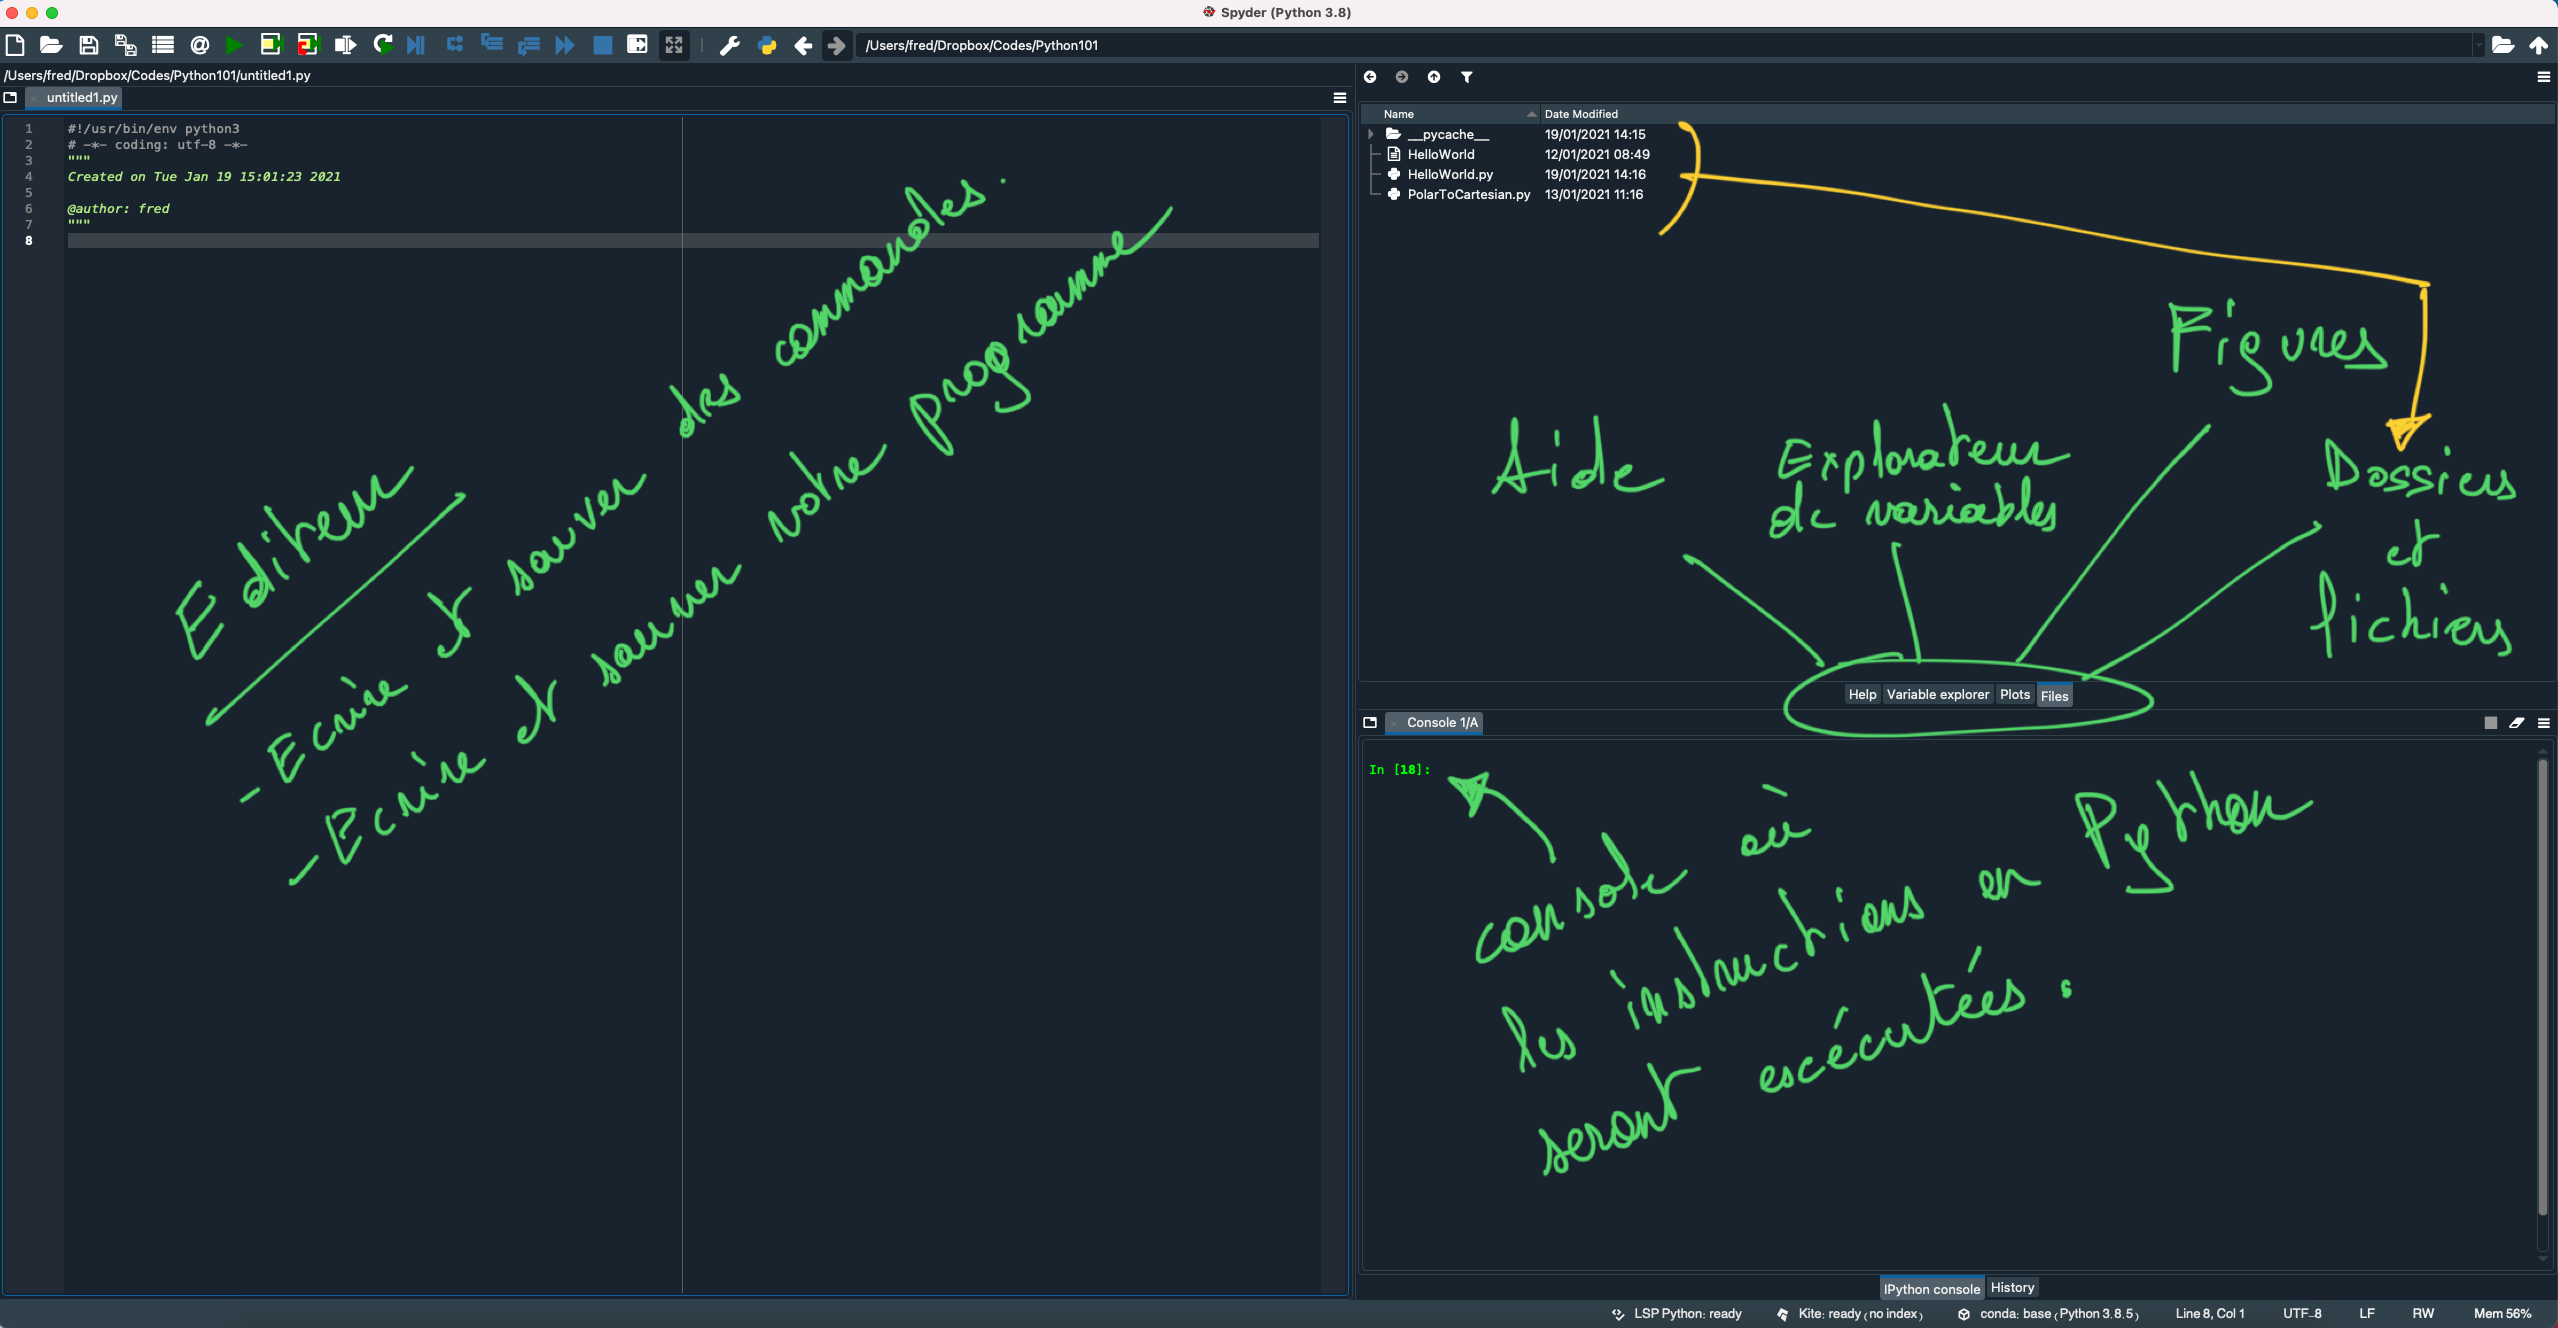 Spyder (Python 3.8)
/Users/fred/Dropbox/Codes/Python101
/Users/fred/Dropbox/Codes/Python101/untitled1.py
untitled1.py
1 #!/usr/bin/env python3
2 # -*- coding: utf-8 -*-
3 """
4 Created on Tue Jan 19 15:01:23 2021
5
6 @author: fred
7 """
8
Editeur
- Ecrire et sauver des commandes.
- Ecrire et sauver notre programme
Name Date Modified
__pycache__ 19/01/2021 14:15
HelloWorld 12/01/2021 08:49
HelloWorld.py 19/01/2021 14:16
PolarToCartesian.py 13/01/2021 11:16
Aide
Explorateur
de variables
Figures
Dossiers
et
fichiers
Help Variable explorer Plots Files
Console 1/A
In [18]:
console où
les instructions en Python
seront escécutées.
IPython console History
LSP Python: ready Kite: ready (no index) conda: base (Python 3.8.5) Line 8, Col 1 UTF-8 LF RW Mem 56%